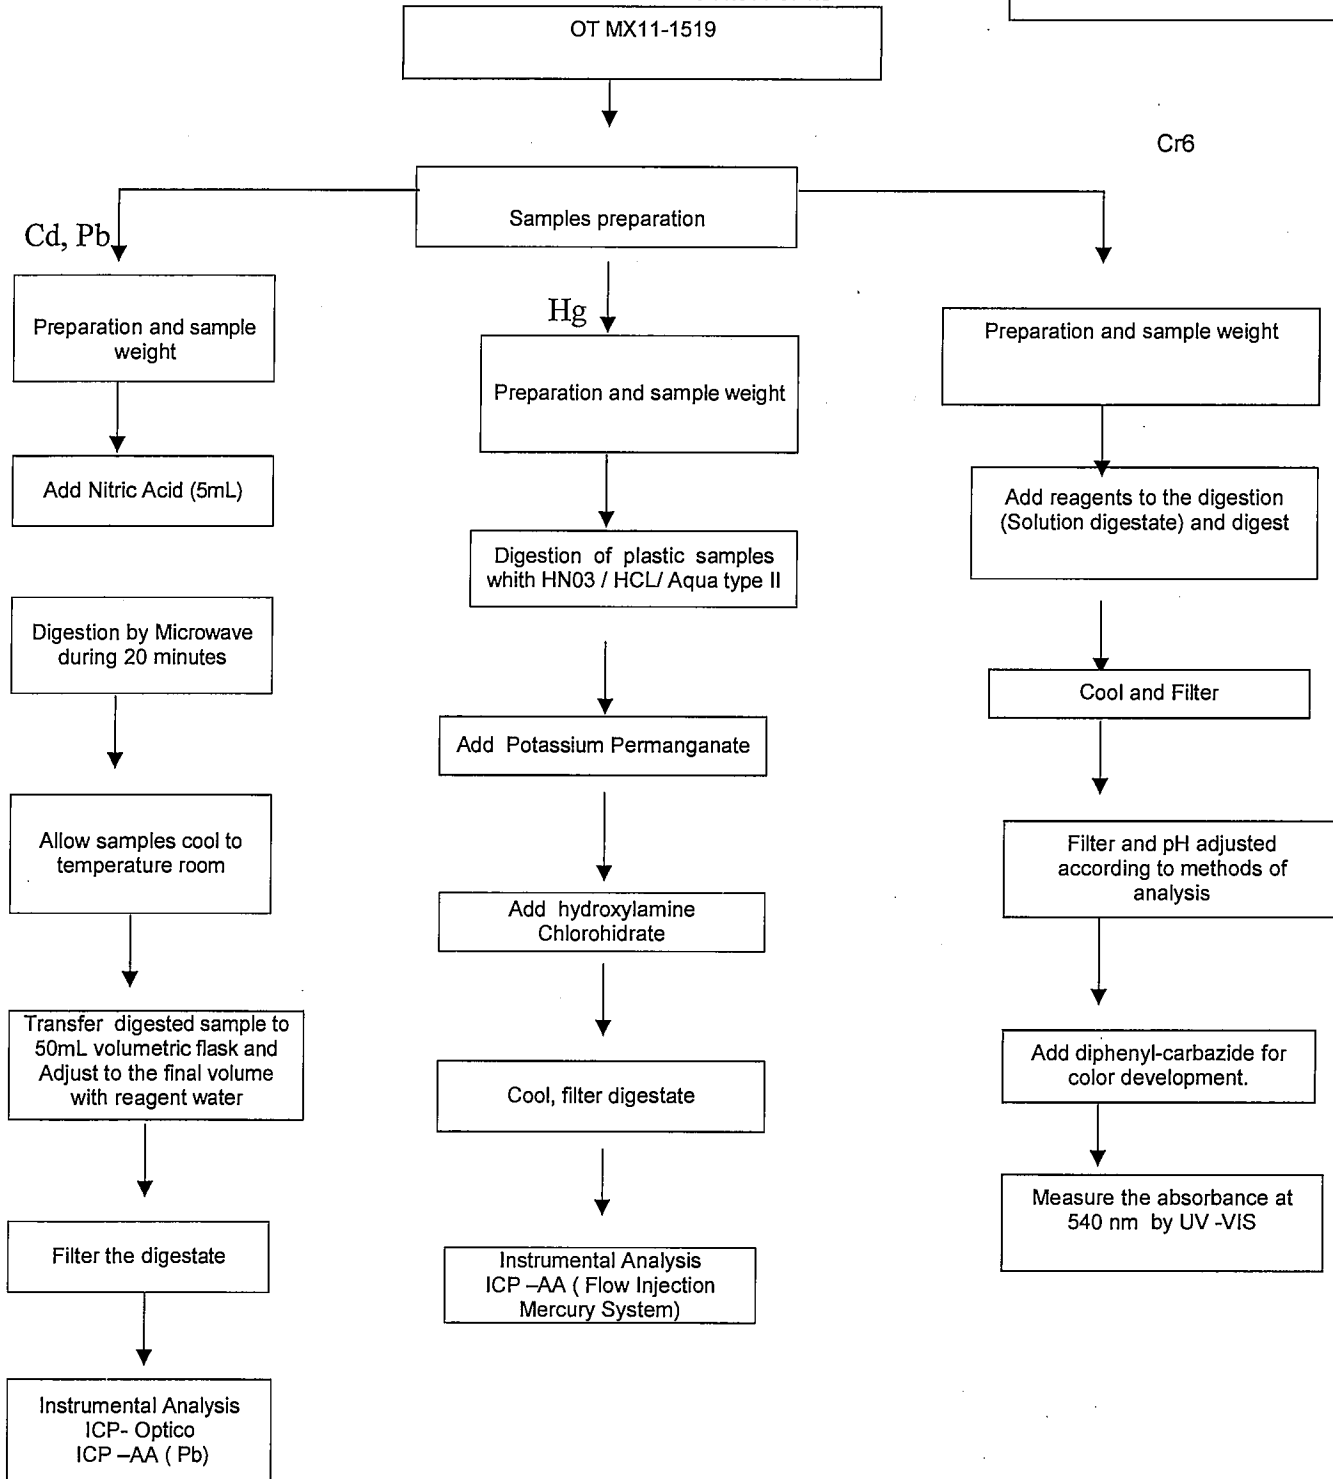 OT MX11-1519
Cr6
Samples preparation
Cd, Pb
Preparation and sample
weight
Add Nitric Acid (5mL)
Digestion by Microwave
during 20 minutes
Allow samples cool to
temperature room
Transfer digested sample to
50mL volumetric flask and
Adjust to the final volume
with reagent water
Filter the digestate
Instrumental Analysis
ICP- Optico
ICP –AA ( Pb)
Hg
Preparation and sample weight
Digestion of plastic samples
whith HN03 / HCL/ Aqua type II
Add Potassium Permanganate
Add hydroxylamine
Chlorohidrate
Cool, filter digestate
Instrumental Analysis
ICP –AA ( Flow Injection
Mercury System)
Preparation and sample weight
Add reagents to the digestion
(Solution digestate) and digest
Cool and Filter
Filter and pH adjusted
according to methods of
analysis
Add diphenyl-carbazide for
color development.
Measure the absorbance at
540 nm by UV -VIS